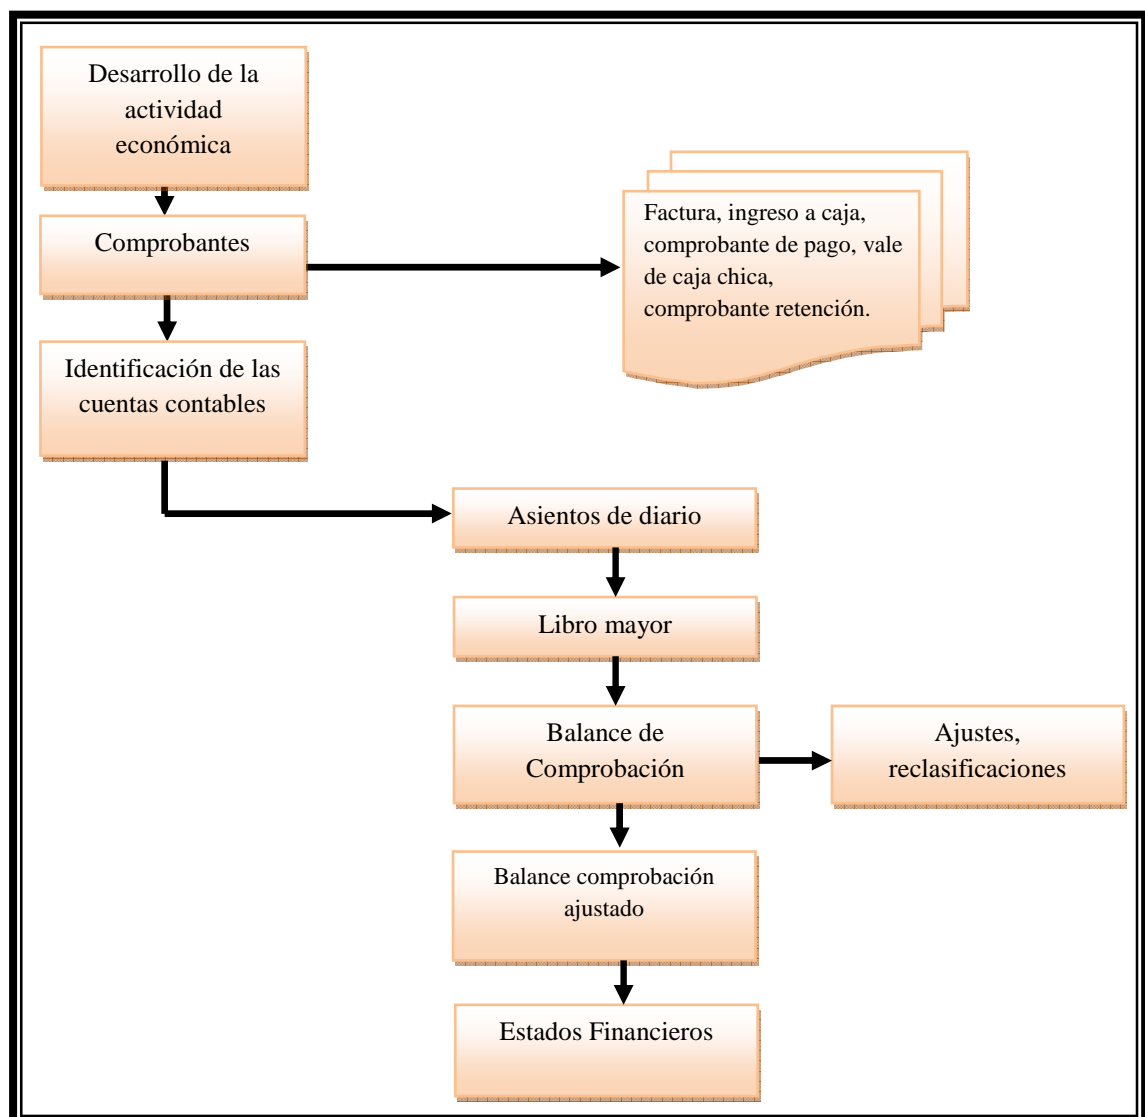 Desarrollo de la
actividad
económica
Comprobantes
Factura, ingreso a caja,
comprobante de pago, vale
de caja chica,
comprobante retención.
Identificación de las
cuentas contables
Asientos de diario
Libro mayor
Balance de
Comprobación
Ajustes,
reclasificaciones
Balance comprobación
ajustado
Estados Financieros